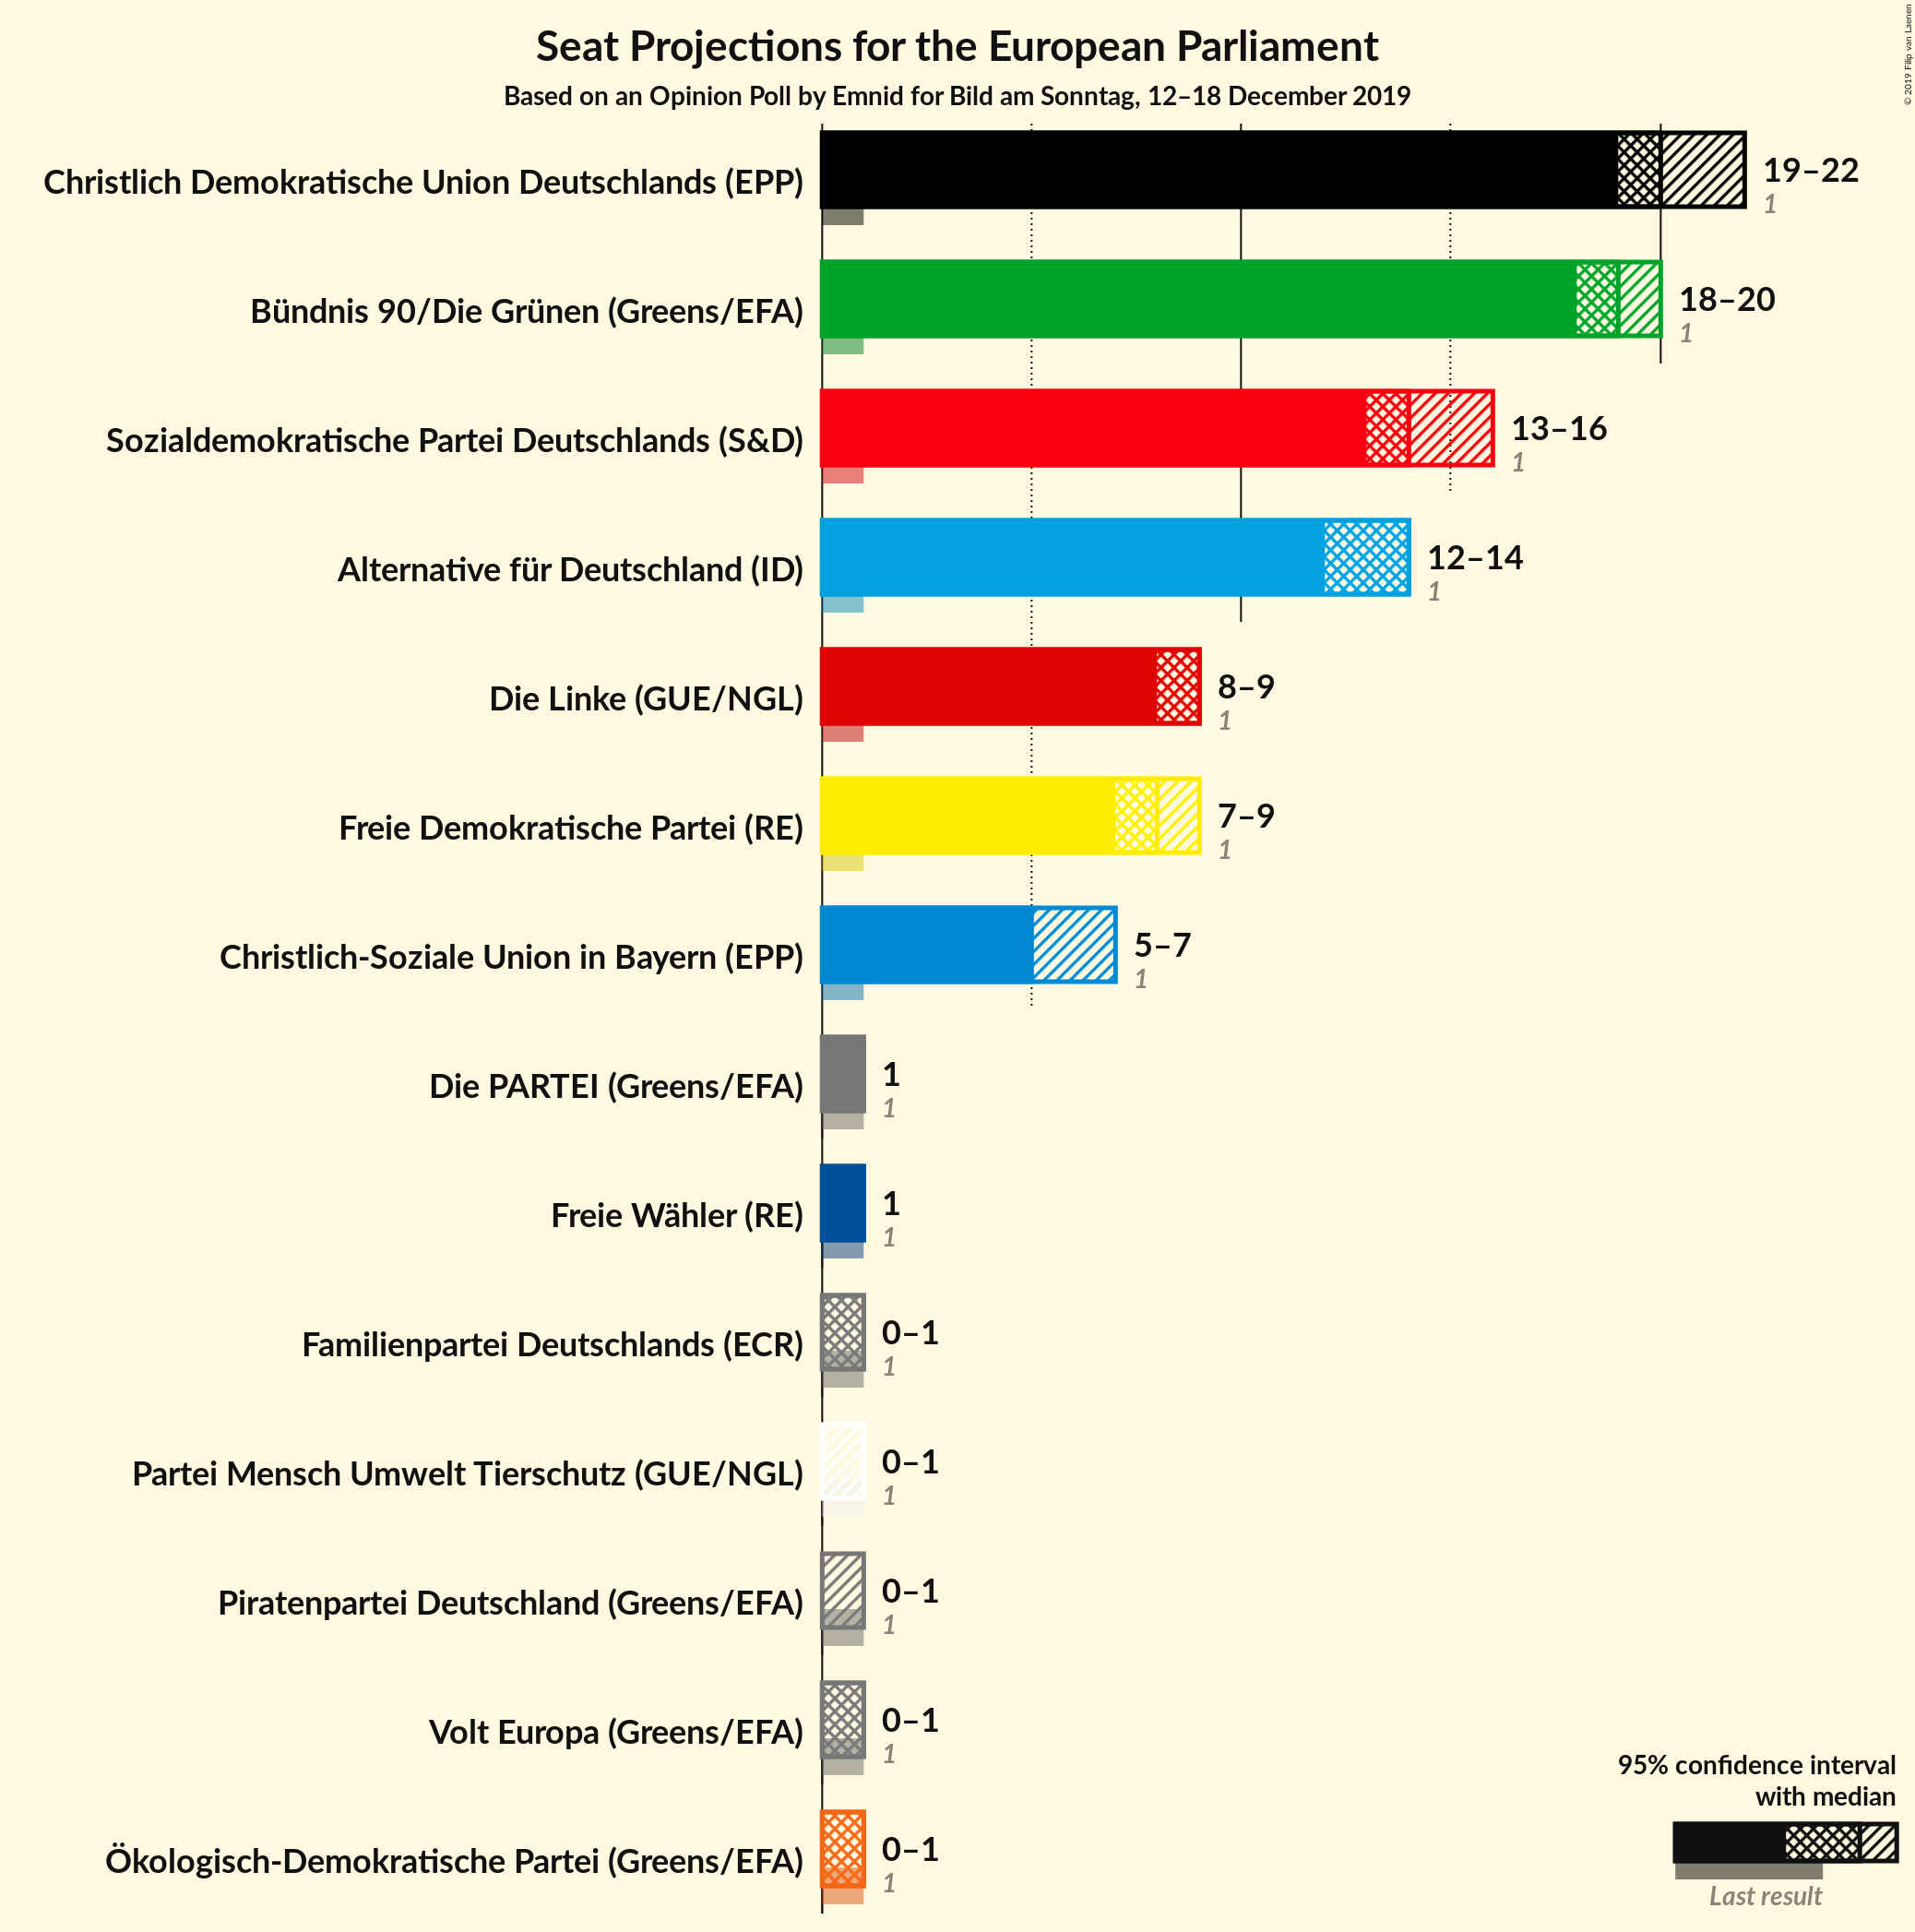 Seat Projections for the European Parliament
Based on an Opinion Poll by Emnid for Bild am Sonntag, 12–18 December 2019
© 2019 Filip van Laenen
Christlich Demokratische Union Deutschlands (EPP)
19–22
1
Bündnis 90/Die Grünen (Greens/EFA)
18–20
1
Sozialdemokratische Partei Deutschlands (S&D)
13–16
1
Alternative für Deutschland (ID)
12–14
1
Die Linke (GUE/NGL)
8–9
1
Freie Demokratische Partei (RE)
7–9
1
Christlich-Soziale Union in Bayern (EPP)
5–7
1
Die PARTEI (Greens/EFA)
1
1
Freie Wähler (RE)
1
1
Familienpartei Deutschlands (ECR)
0–1
1
Partei Mensch Umwelt Tierschutz (GUE/NGL)
0–1
1
Piratenpartei Deutschland (Greens/EFA)
0–1
1
Volt Europa (Greens/EFA)
0–1
1
Ökologisch-Demokratische Partei (Greens/EFA)
0–1
1
95% confidence interval
with median
Last result